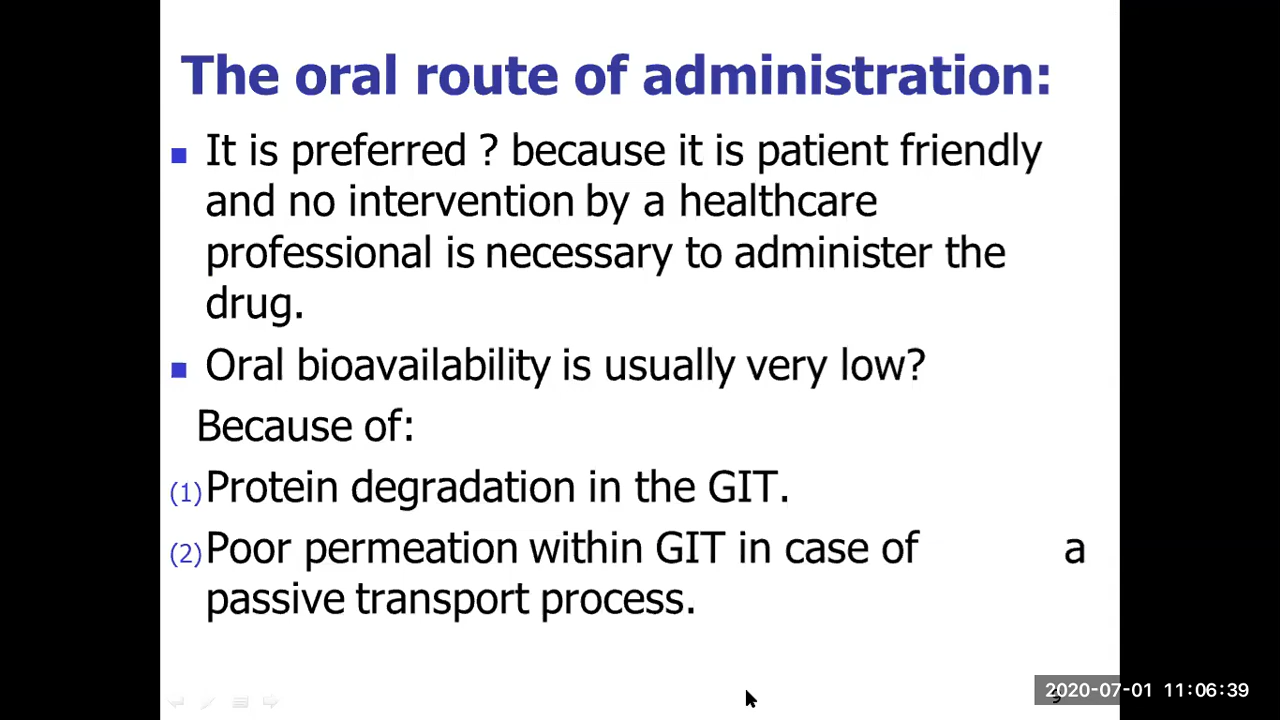 The oral route of administration:
It is preferred ? because it is patient friendly
and no intervention by a healthcare
professional is necessary to administer the
drug.
Oral bioavailability is usually very low?
Because of:
(1) Protein degradation in the GIT.
(2) Poor permeation within GIT in case of a
passive transport process.
2020-07-01 11:06:39